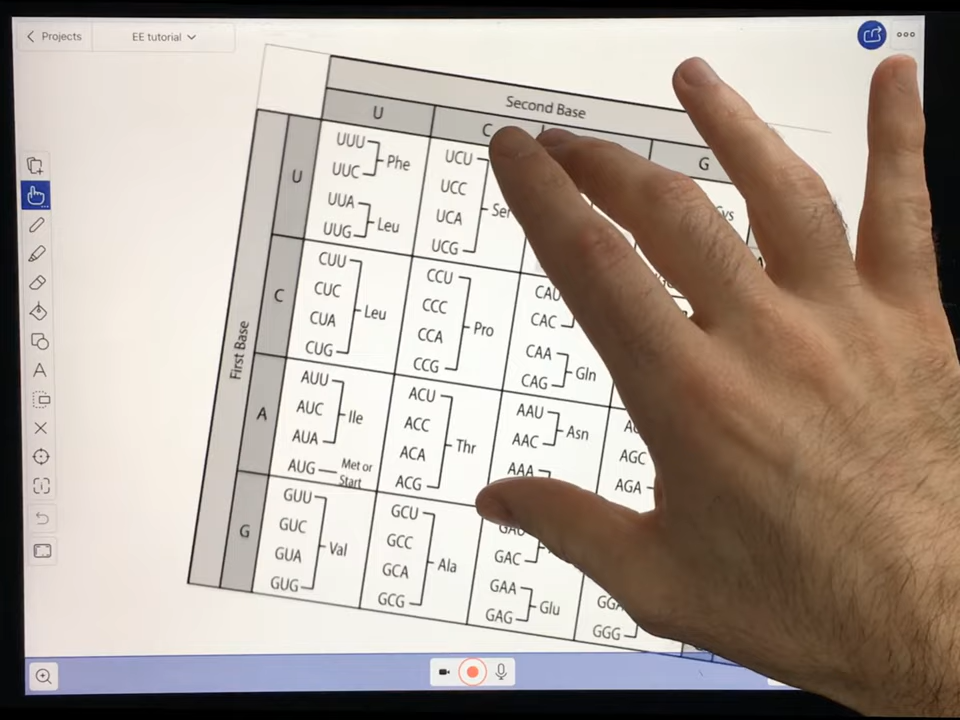 Projects
EE tutorial
Second Base
U
C
G
First Base
U
UUU
UUC
Phe
UUA
UUG
Leu
UCU
UCC
UCA
UCG
Ser
C
CUU
CUC
CUA
CUG
Leu
CCU
CCC
CCA
CCG
Pro
CAU
CAC
CAA
CAG
Gln
A
AUU
AUC
AUA
Ile
AUG
Met or
Start
ACU
ACC
ACA
ACG
Thr
AAU
AAC
Asn
AAA
AGC
AGA
G
GUU
GUC
GUA
GUG
Val
GCU
GCC
GCA
GCG
Ala
GAU
GAC
GAA
GAG
Glu
GGA
GGG
A